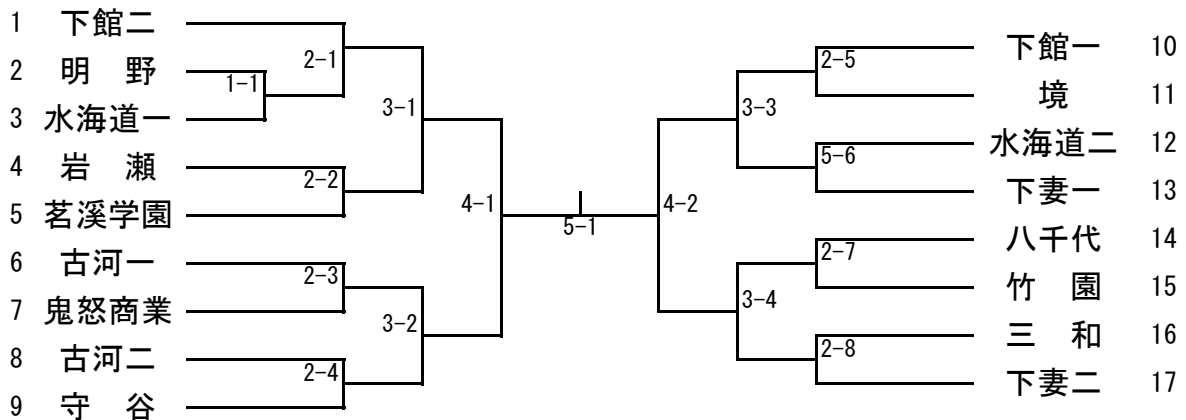 1 下館二
2 明　野
3 水海道一
4 岩　瀬
5 茗溪学園
6 古河一
7 鬼怒商業
8 古河二
9 守　谷
1-1
2-1
2-2
2-3
2-4
3-1
3-2
4-1
5-1
4-2
3-3
3-4
2-5
5-6
2-7
2-8
下館一 10
境 11
水海道二 12
下妻一 13
八千代 14
竹　園 15
三　和 16
下妻二 17